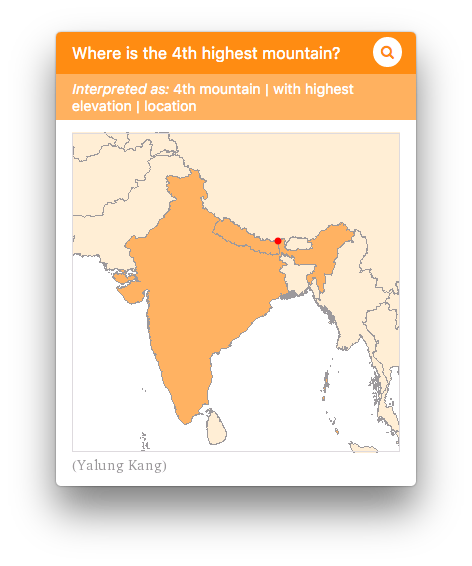 Where is the 4th highest mountain?
Interpreted as: 4th mountain | with highest
elevation | location
(Yalung Kang)